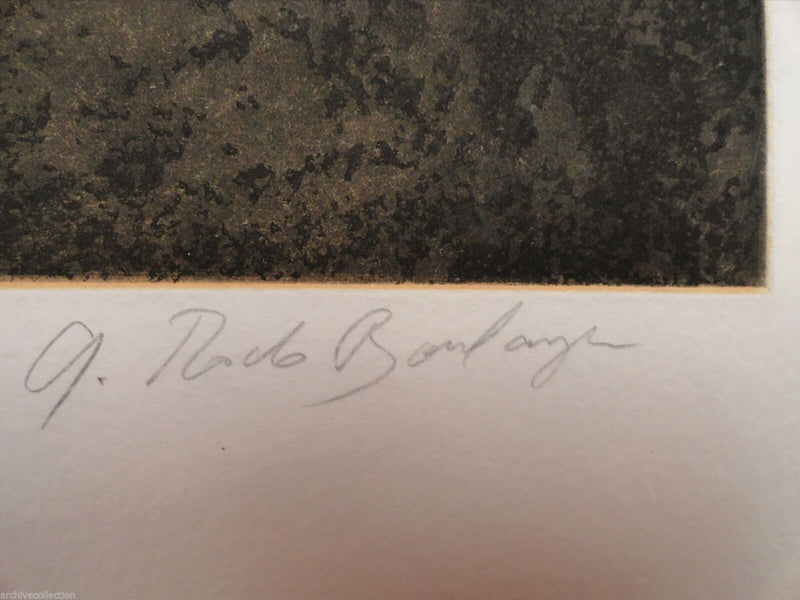 G. Rodo Boulanger
archivecollection